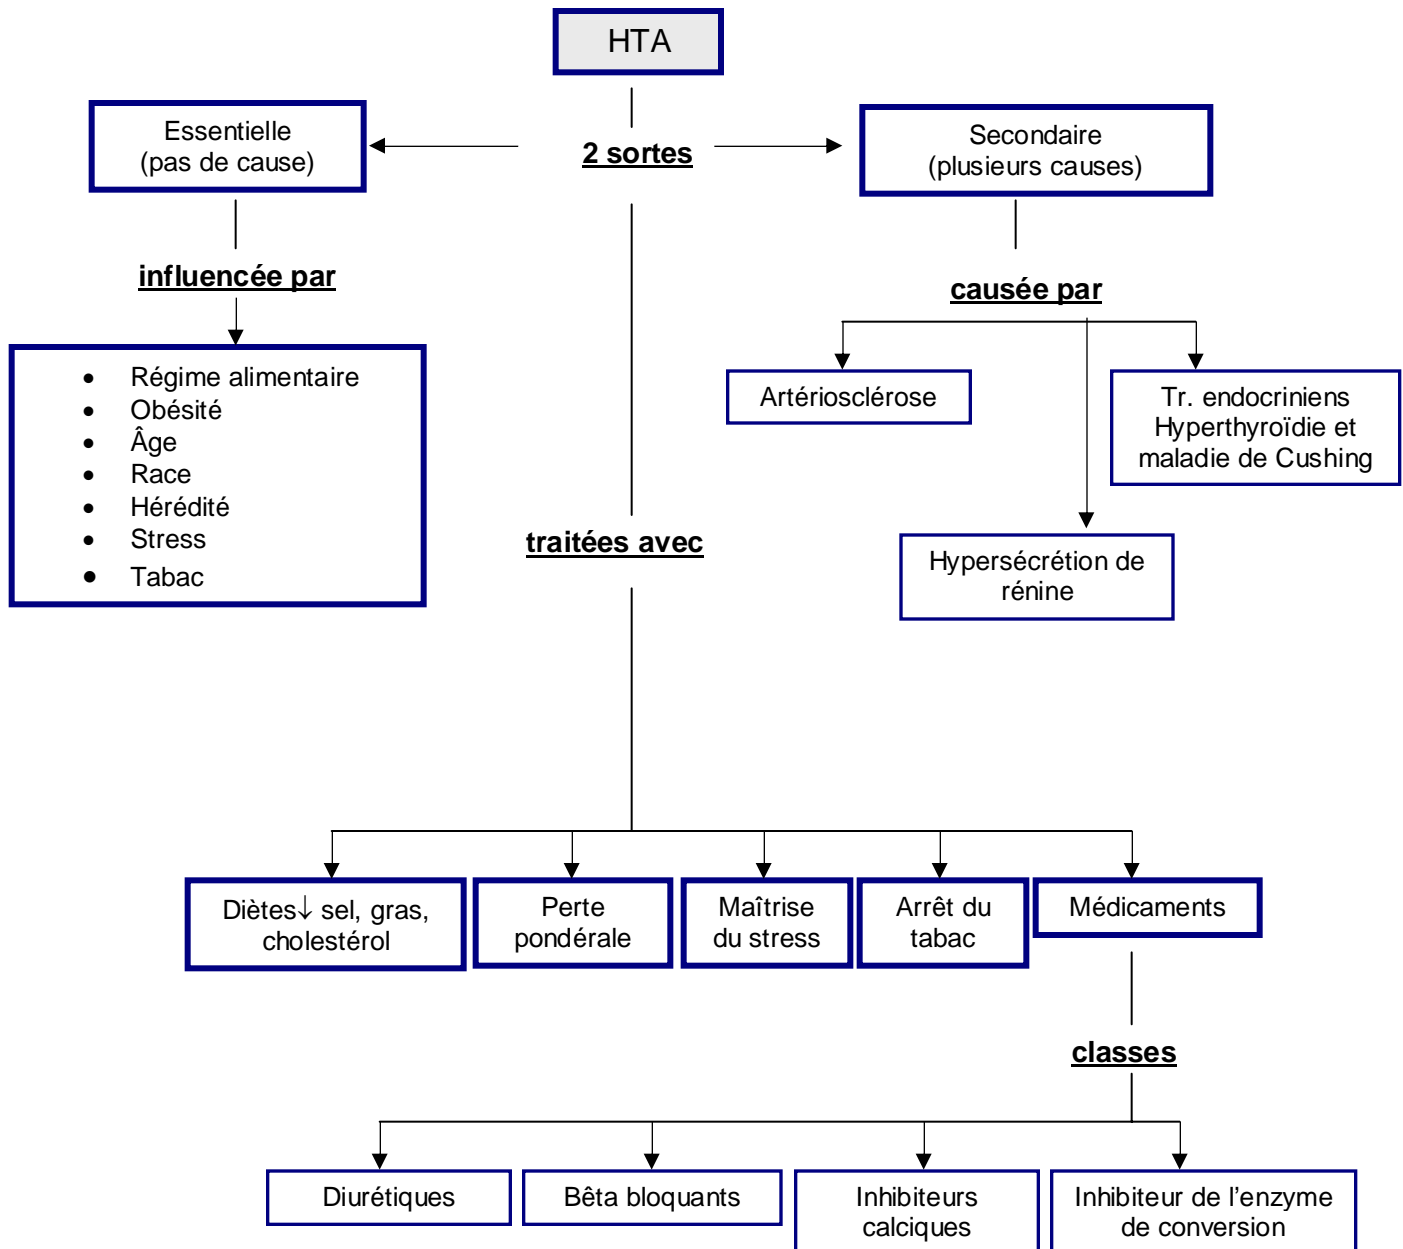 HTA
Essentielle
(pas de cause)
2 sortes
Secondaire
(plusieurs causes)
influencée par
causée par
• Régime alimentaire
• Obésité
• Âge
• Race
• Hérédité
• Stress
• Tabac
Artériosclérose
Tr. endocriniens
Hyperthyroïdie et
maladie de Cushing
Hypersécrétion de
rénine
traitées avec
Diètes↓ sel, gras,
cholestérol
Perte
pondérale
Maîtrise
du stress
Arrêt du
tabac
Médicaments
classes
Diurétiques
Bêta bloquants
Inhibiteurs
calciques
Inhibiteur de l’enzyme
de conversion